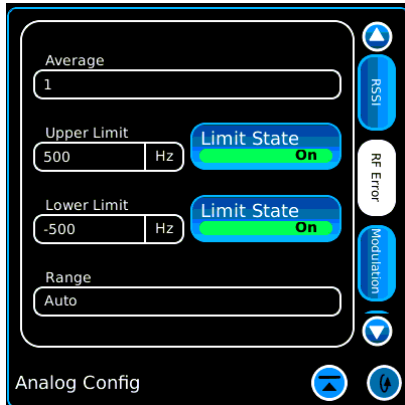 Average
1
Upper Limit
500 Hz
Limit State
On
Lower Limit
-500 Hz
Limit State
On
Range
Auto
RSSI
RF Error
Modulation
Analog Config